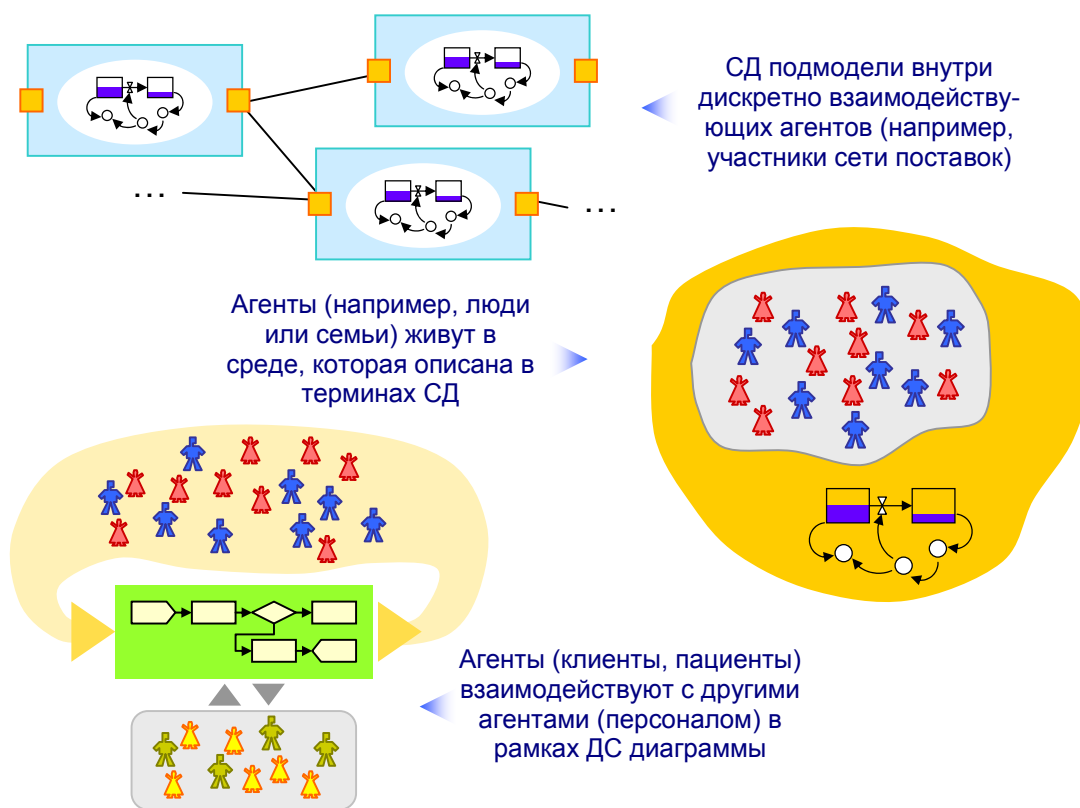 СД подмодели внутри
дискретно взаимодейству-
ющих агентов (например,
участники сети поставок)
...
...
Агенты (например, люди
или семьи) живут в
среде, которая описана в
терминах СД
Агенты (клиенты, пациенты)
взаимодействуют с другими
агентами (персоналом) в
рамках ДС диаграммы